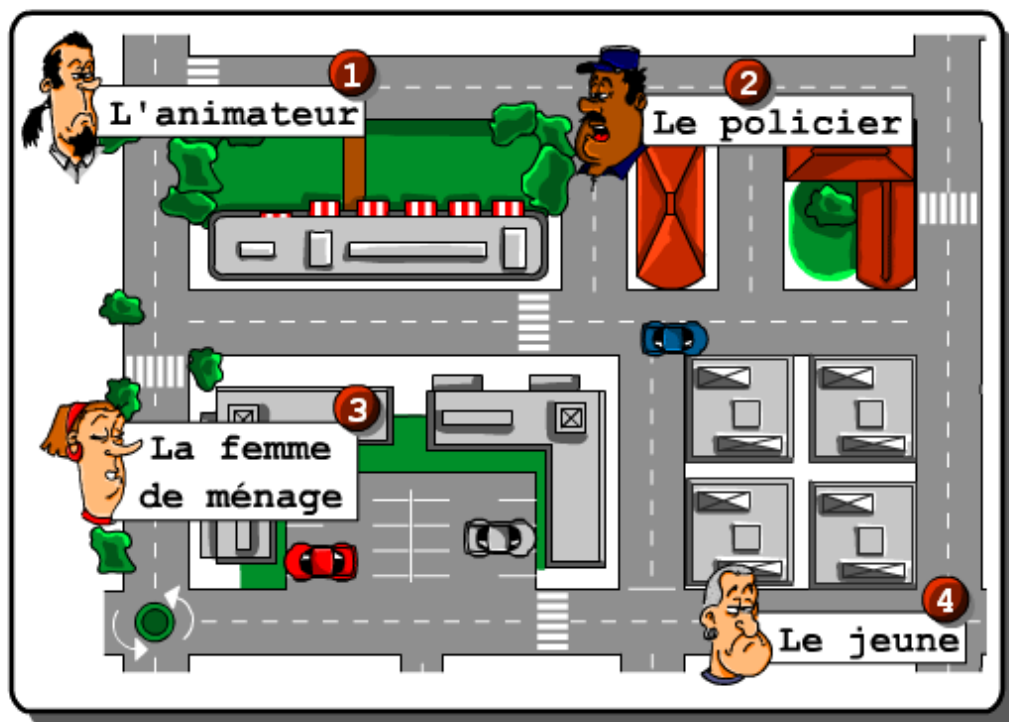 1
L'animateur
2
Le policier
3
La femme
de ménage
4
Le jeune